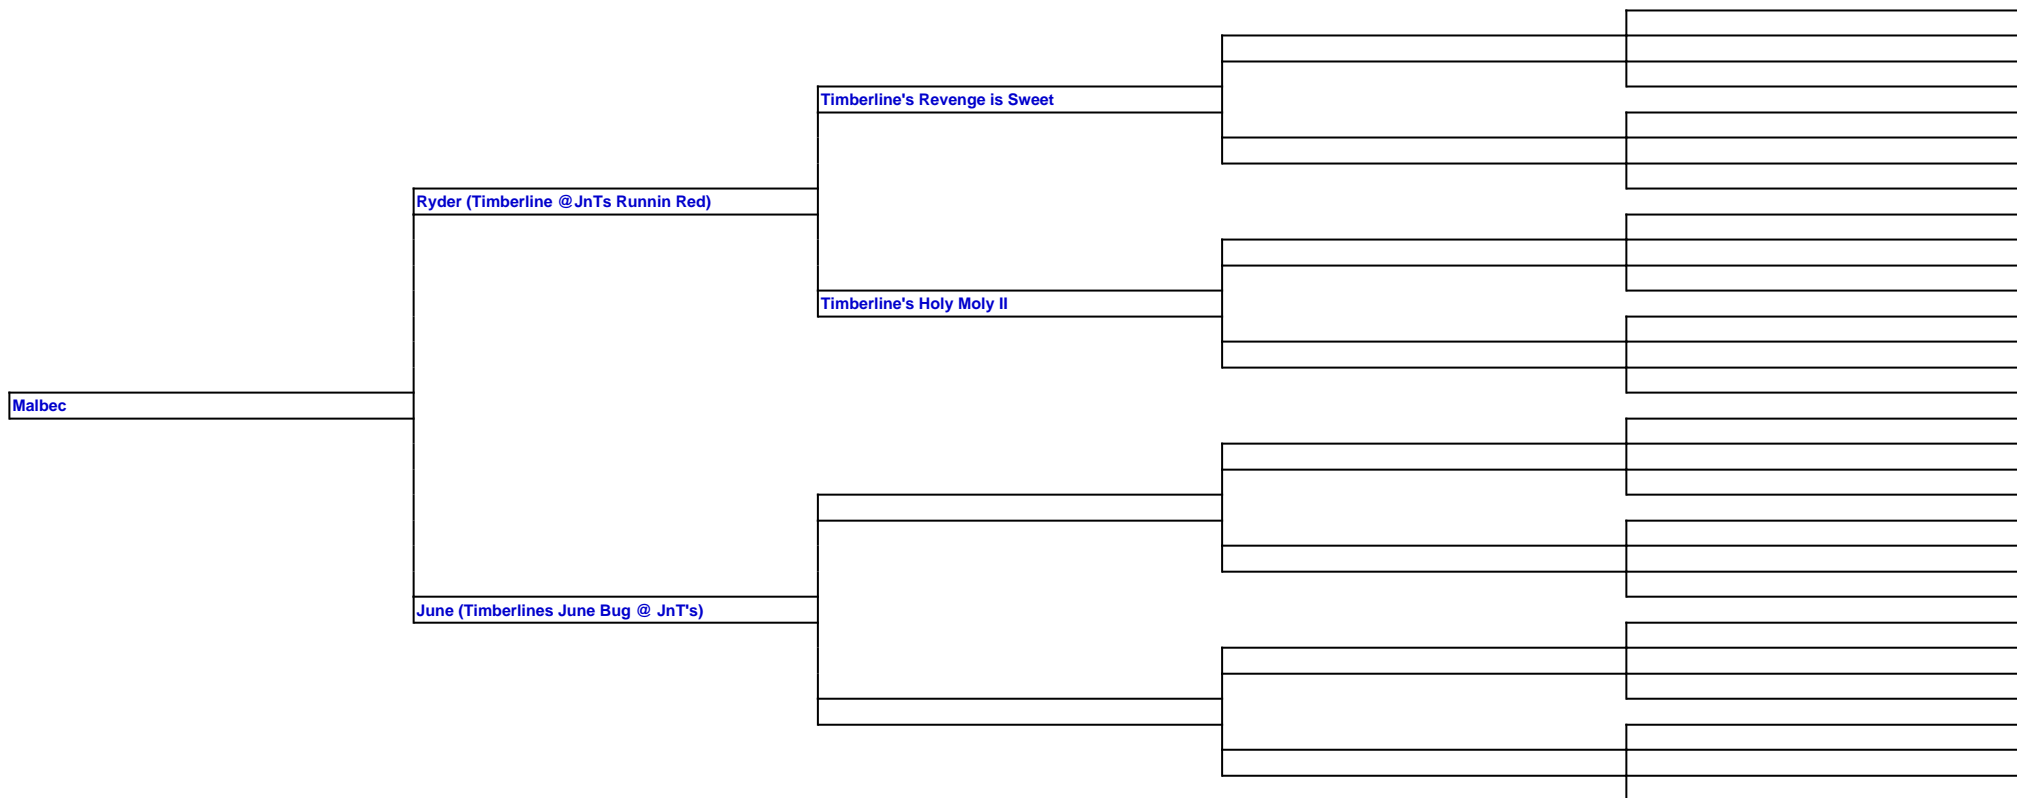 Timberline's Revenge is Sweet
Ryder (Timberline @JnTs Runnin Red)
Timberline's Holy Moly II
Malbec
June (Timberlines June Bug @ JnT's)